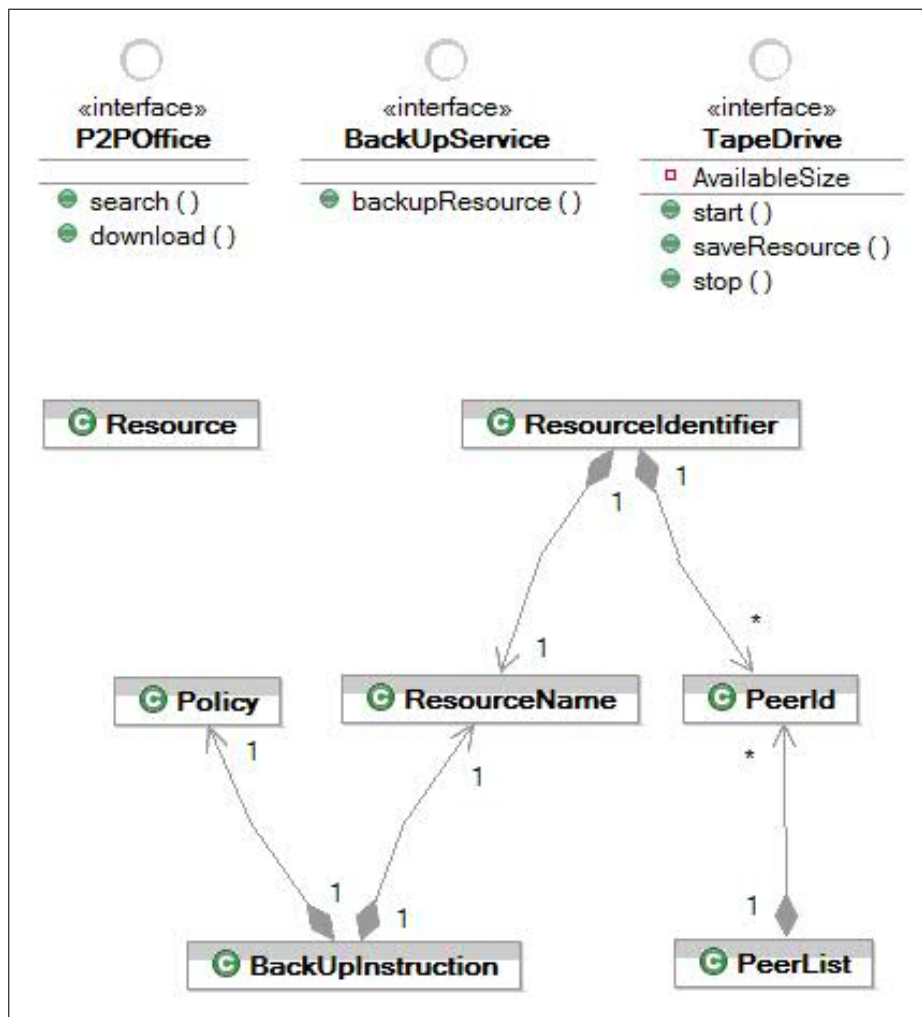 «interface» «interface» «interface»
P2POffice BackUpService TapeDrive
AvailableSize
search ( ) backupResource ( ) start ( )
download ( ) saveResource ( )
stop ( )
C Resource C ResourceIdentifier
1 1
* 
1
C Policy C ResourceName C PeerId
1 1 *
1 1 1
C BackUpInstruction C PeerList